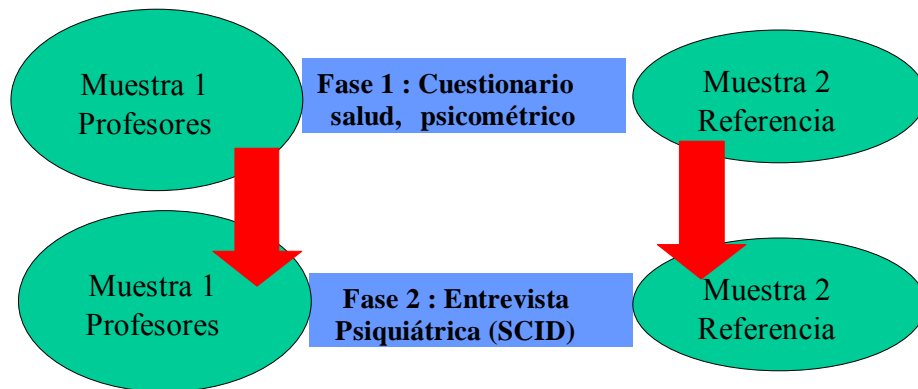 Muestra 1
Profesores
Fase 1 : Cuestionario
salud, psicométrico
Muestra 2
Referencia
Muestra 1
Profesores
Fase 2 : Entrevista
Psiquiátrica (SCID)
Muestra 2
Referencia